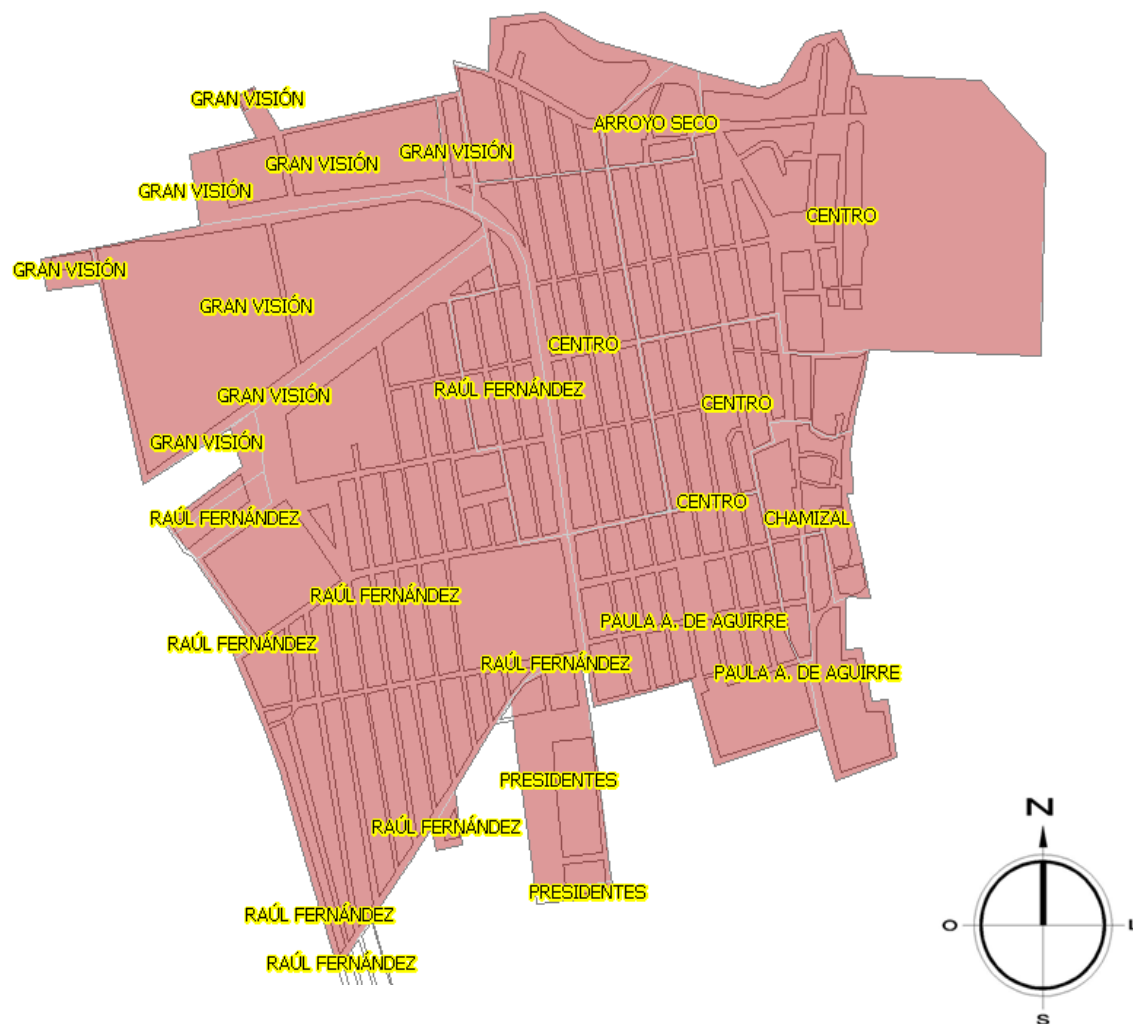 GRAN VISIÓN
ARROYO SECO
GRAN VISIÓN
GRAN VISIÓN
GRAN VISIÓN
CENTRO
GRAN VISIÓN
GRAN VISIÓN
CENTRO
RAÚL FERNÁNDEZ
GRAN VISIÓN
CENTRO
GRAN VISIÓN
CENTRO
RAÚL FERNÁNDEZ
CHAMIZAL
RAÚL FERNÁNDEZ
PAULA A. DE AGUIRRE
RAÚL FERNÁNDEZ
RAÚL FERNÁNDEZ
PAULA A. DE AGUIRRE
PRESIDENTES
RAÚL FERNÁNDEZ
PRESIDENTES
RAÚL FERNÁNDEZ
RAÚL FERNÁNDEZ
N
O
L
S